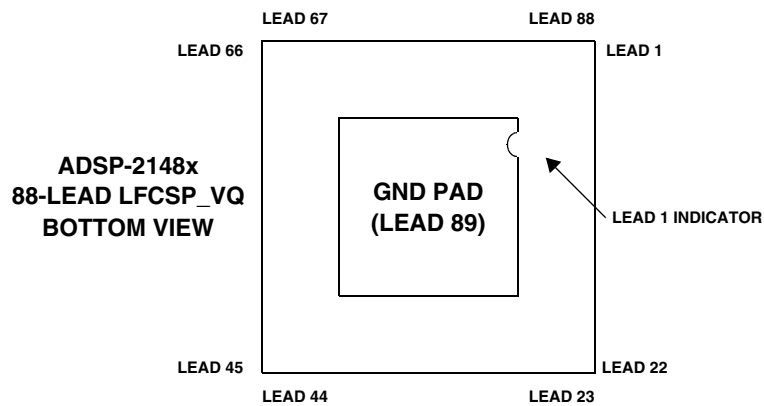 LEAD 67
LEAD 88
LEAD 66
LEAD 1
ADSP-2148x
88-LEAD LFCSP_VQ
BOTTOM VIEW
GND PAD
(LEAD 89)
LEAD 1 INDICATOR
LEAD 45
LEAD 22
LEAD 44
LEAD 23